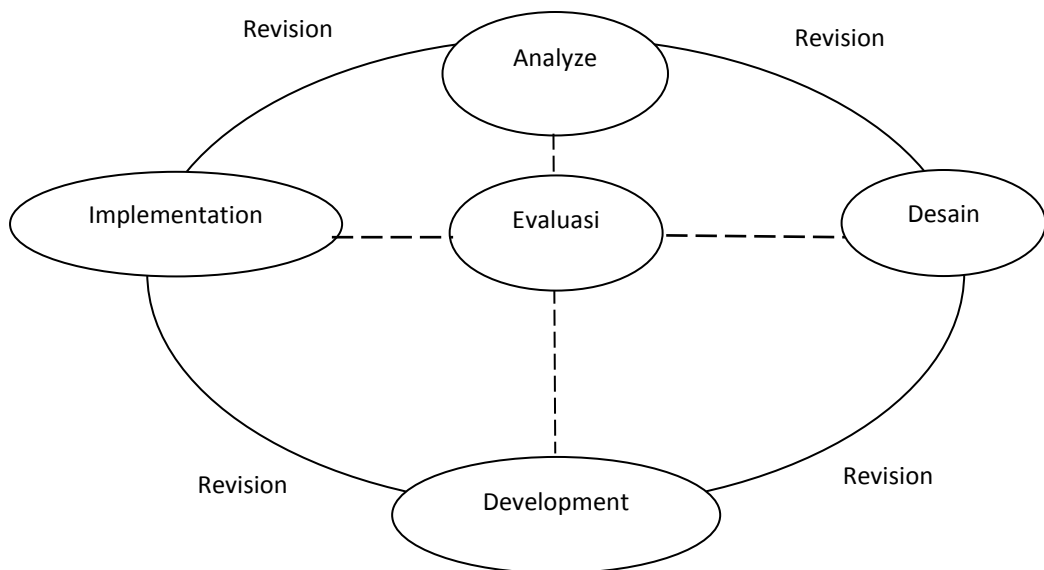 Revision
Revision
Analyze
Implementation
Evaluasi
Desain
Revision
Revision
Development